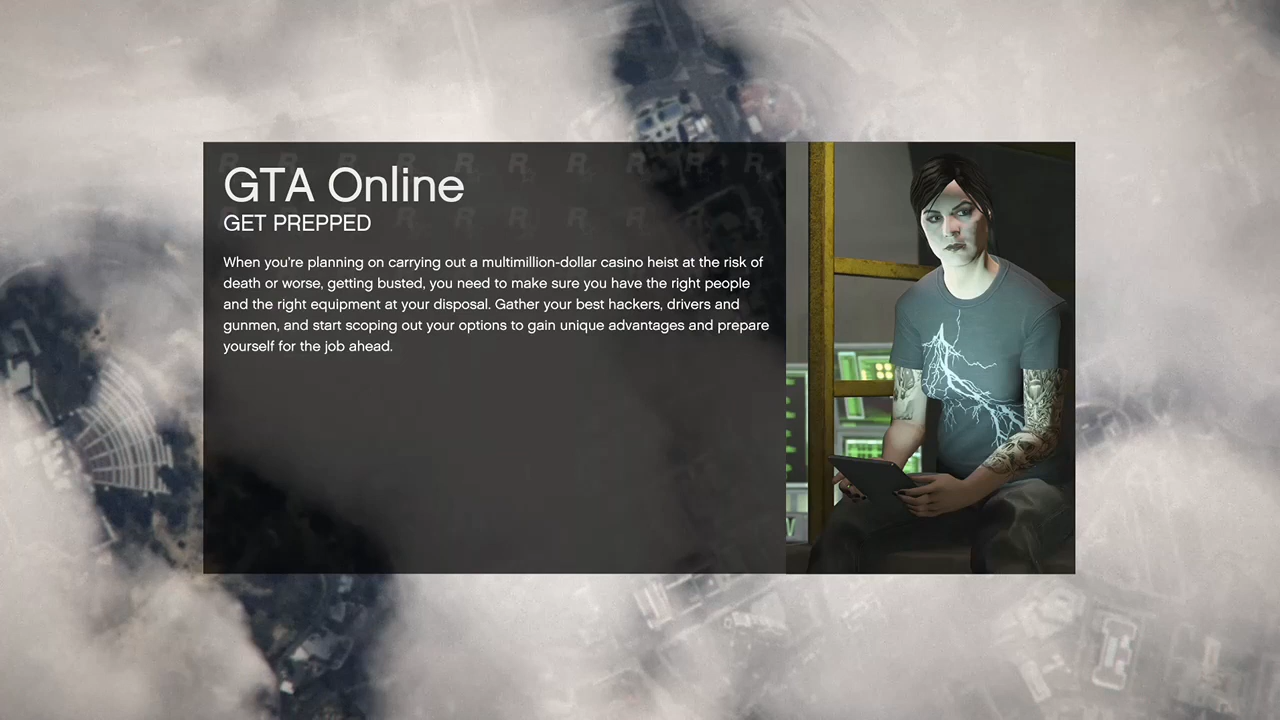 GTA Online
GET PREPPED
When you're planning on carrying out a multimillion-dollar casino heist at the risk of
death or worse, getting busted, you need to make sure you have the right people
and the right equipment at your disposal. Gather your best hackers, drivers and
gunmen, and start scoping out your options to gain unique advantages and prepare
yourself for the job ahead.